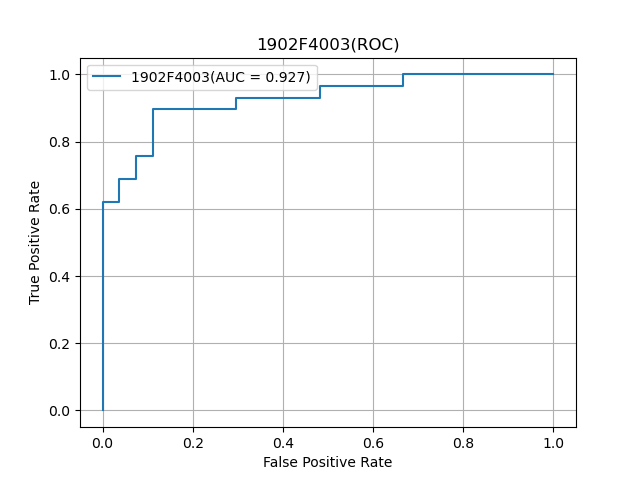 1902F4003(ROC)
1902F4003(AUC = 0.927)
True Positive Rate
1.0
0.8
0.6
0.4
0.2
0.0
0.0 0.2 0.4 0.6 0.8 1.0
False Positive Rate